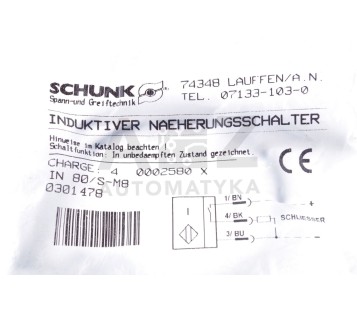 SCHUNK
Spann-und Greiftechnik
74348 LAUFFEN/A.N.
TEL. 07133-103-0
INDUKTIVER NAEHERUNGSSCHALTER
Hinweise im Katalog beachten!
Schaltfunktion: In unbedaempften Zustand gezeichnet.
CHARGE: 4 0002580 X
IN 80/S-M8
0301478
CE
AUTOMATYKA
1/BN
+
4/BK
SCHLIESSER
3/BU
-
I